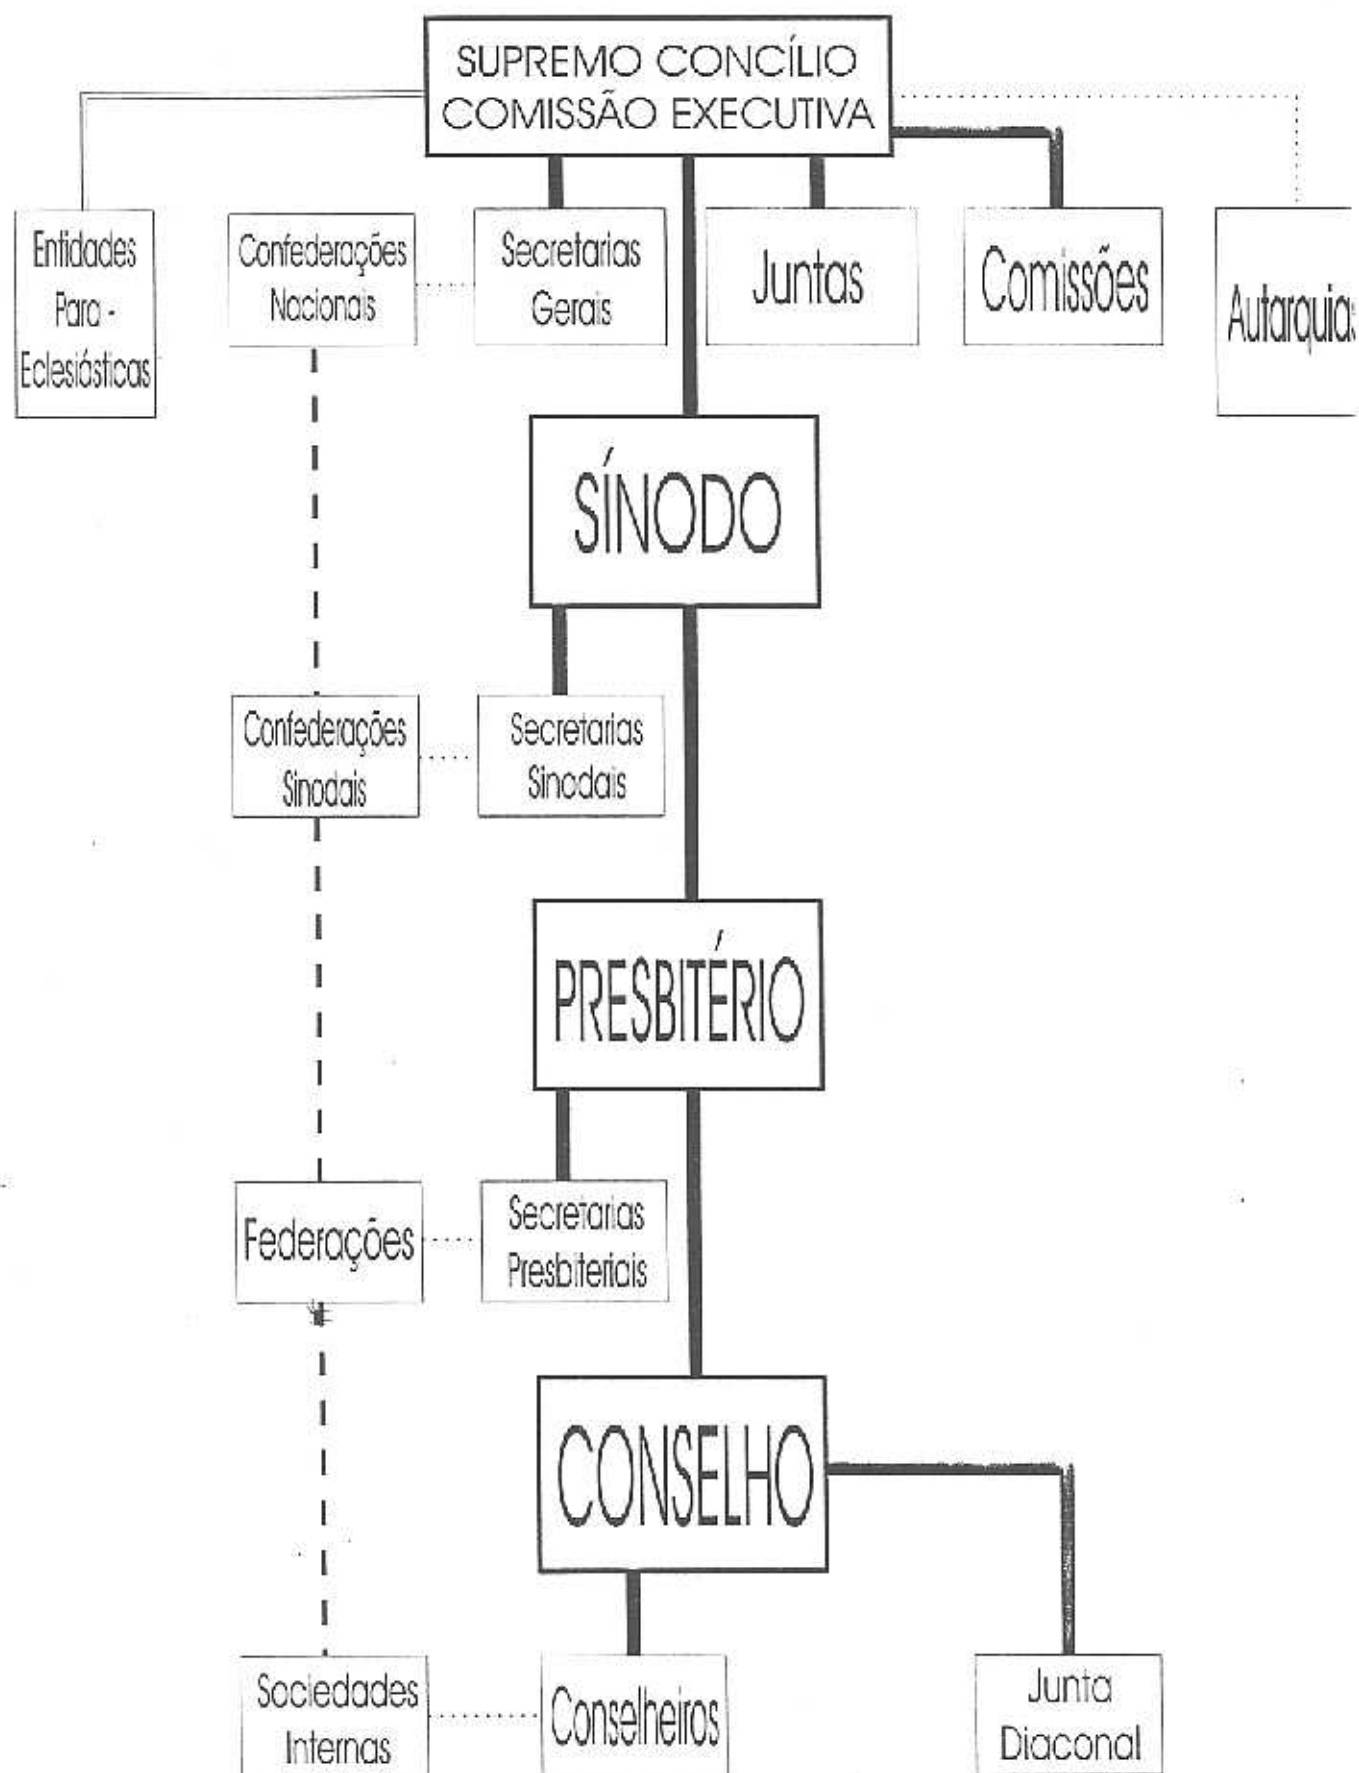 SUPREMO CONCÍLIO
COMISSÃO EXECUTIVA
Entidades
Para -
Eclesiásticas
Confederações
Nacionais
Secretarias
Gerais
Juntas
Comissões
Autarquias
SÍNODO
Confederações
Sinodais
Secretarias
Sinodais
PRESBITÉRIO
Federações
Secretarias
Presbiteriais
CONSELHO
Sociedades
Internas
Conselheiros
Junta
Diaconal